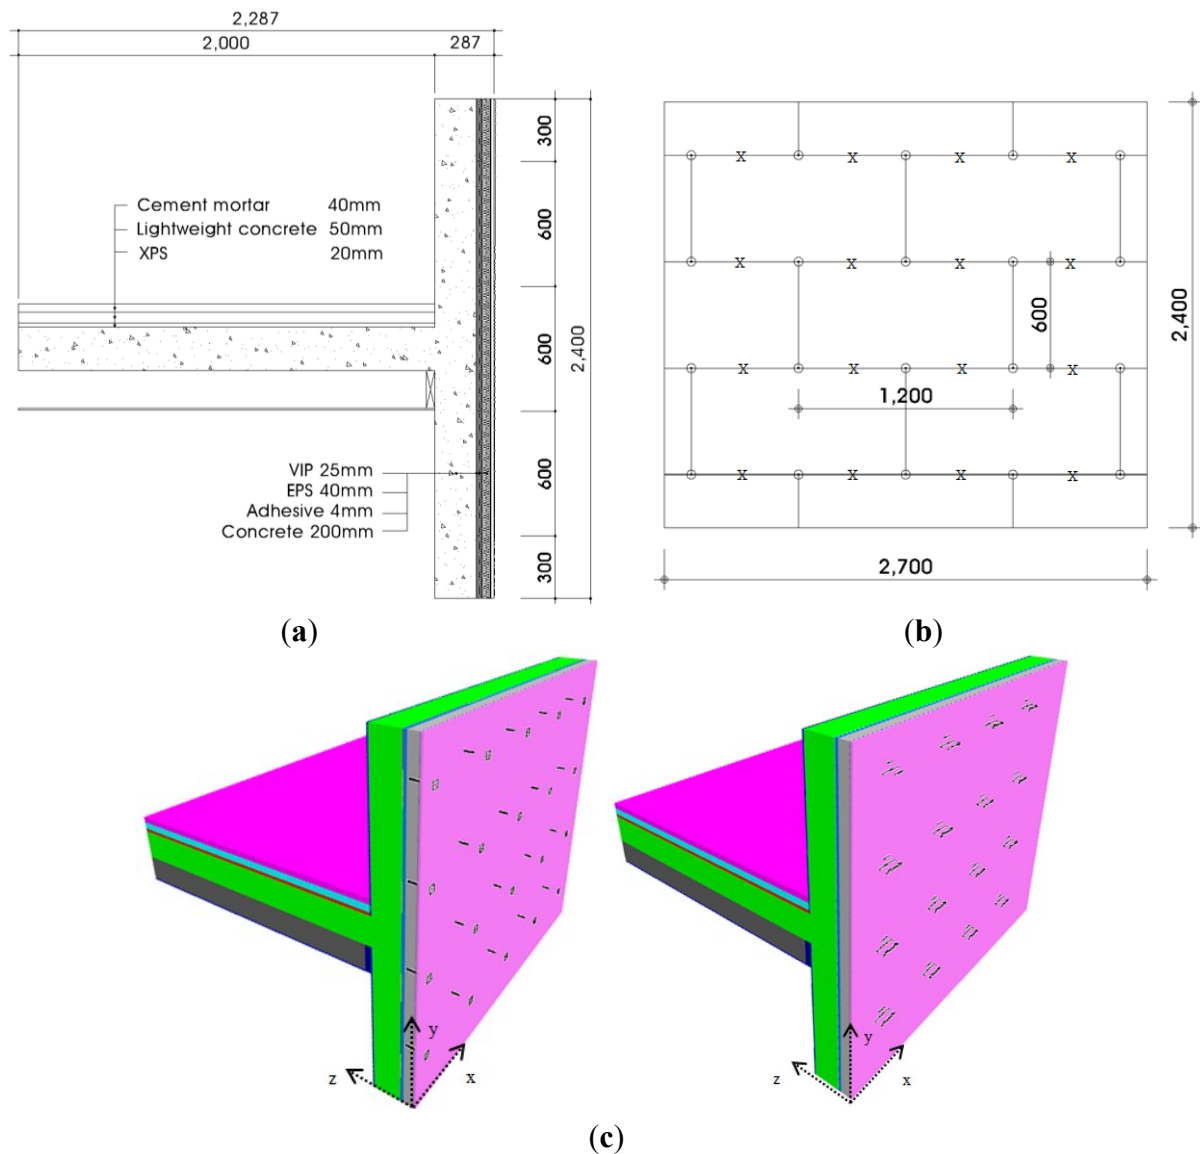 2,287
2,000 287
300
600
600
600
300
2,400
Cement mortar 40mm
Lightweight concrete 50mm
XPS 20mm
VIP 25mm
EPS 40mm
Adhesive 4mm
Concrete 200mm
(a)
X X X X
X X X X
600
X X X X
1,200
X X X X
2,400
2,700
(b)
y
z x
y
z x
(c)